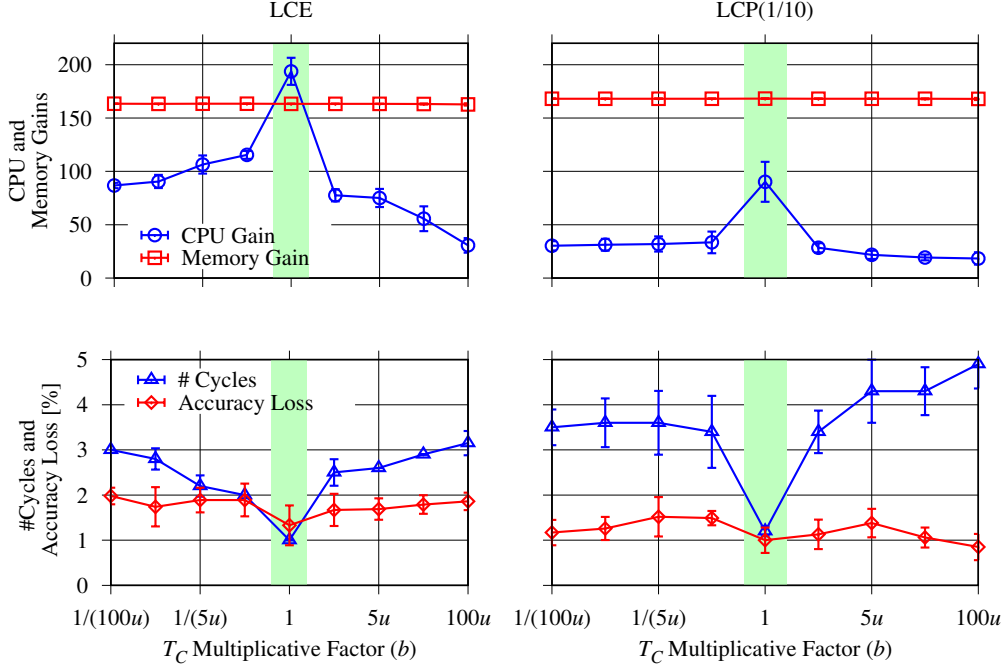 LCE
LCP(1/10)
CPU and
Memory Gains
200
150
100
50
0
CPU Gain
Memory Gain
#Cycles and
Accuracy Loss [%]
5
4
3
2
1
0
# Cycles
Accuracy Loss
1/(100u) 1/(5u) 1 5u 100u
1/(100u) 1/(5u) 1 5u 100u
T_C Multiplicative Factor (b)
T_C Multiplicative Factor (b)